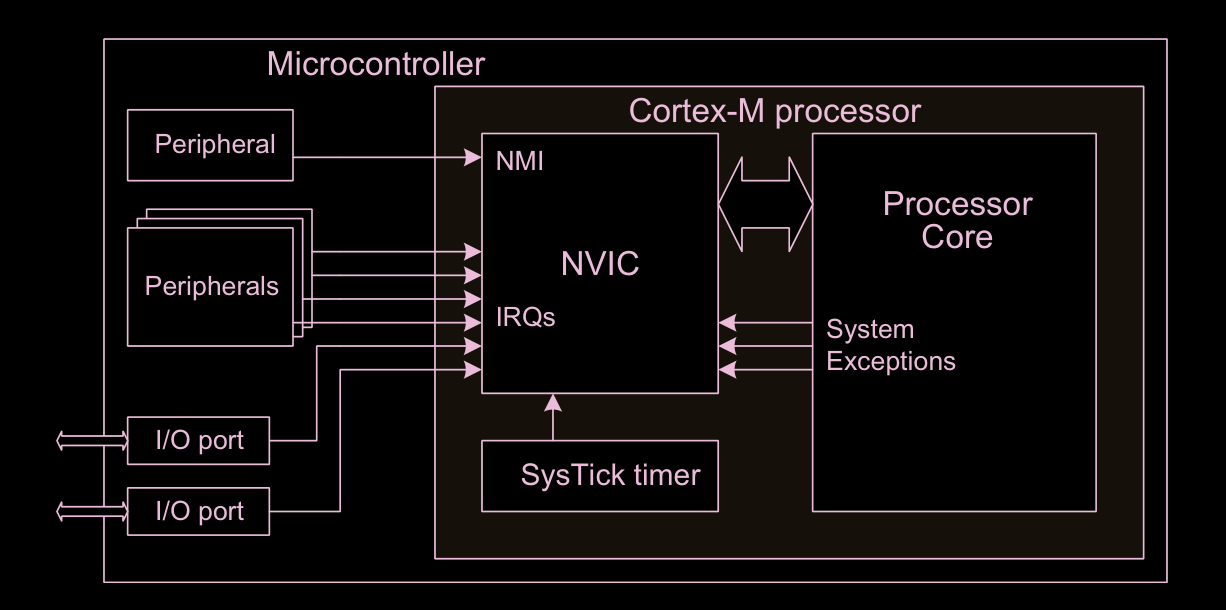 Microcontroller
Cortex-M processor
Peripheral
NMI
Processor
Core
NVIC
Peripherals
IRQs
System
Exceptions
I/O port
SysTick timer
I/O port